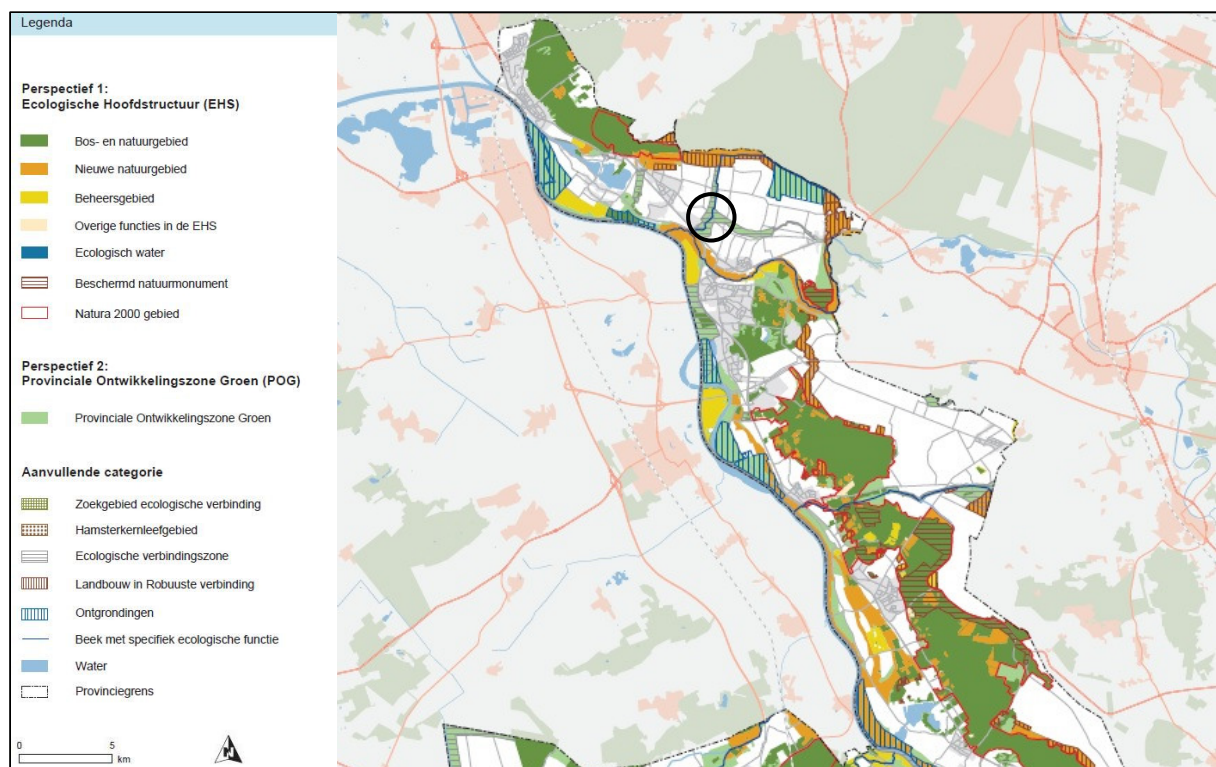 Legenda
Perspectief 1:
Ecologische Hoofdstructuur (EHS)
Bos- en natuurgebied
Nieuwe natuurgebied
Beheersgebied
Overige functies in de EHS
Ecologisch water
Beschermd natuurmonument
Natura 2000 gebied
Perspectief 2:
Provinciale Ontwikkelingszone Groen (POG)
Provinciale Ontwikkelingszone Groen
Aanvullende categorie
Zoekgebied ecologische verbinding
Hamsterkernleefgebied
Ecologische verbindingszone
Landbouw in Robuuste verbinding
Ontgrondingen
Beek met specifiek ecologische functie
Water
Provinciegrens
0 5
km
N